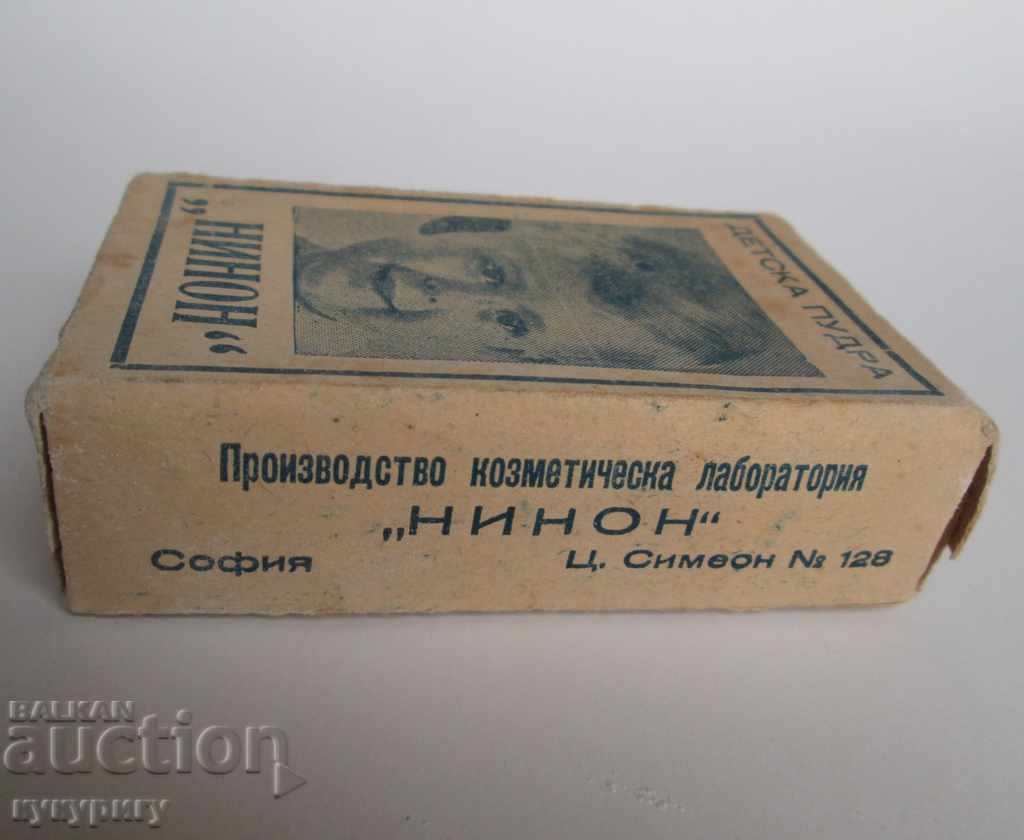 ДЕТСКА ПУДРА
„НИНОН“
Производство козметическа лаборатория
„НИНОН“
София Ц. Симеон № 128
BALKAN
auction
кукуригу